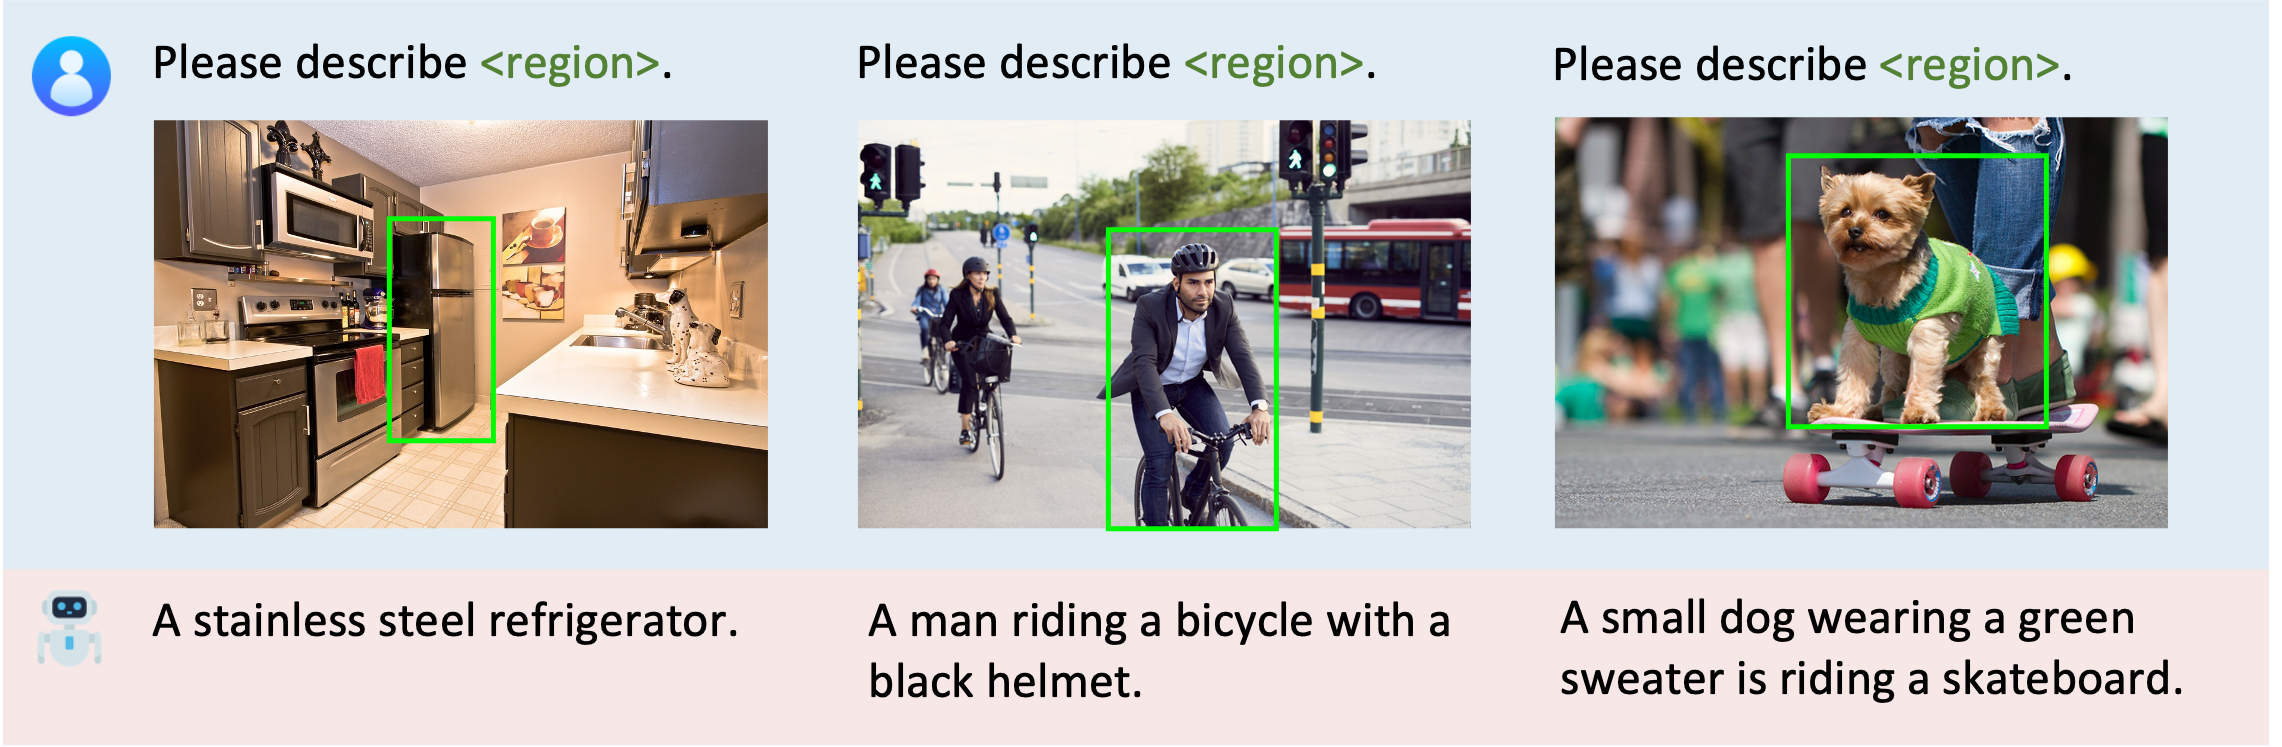 Please describe <region>.
Please describe <region>.
Please describe <region>.
A stainless steel refrigerator.
A man riding a bicycle with a
black helmet.
A small dog wearing a green
sweater is riding a skateboard.